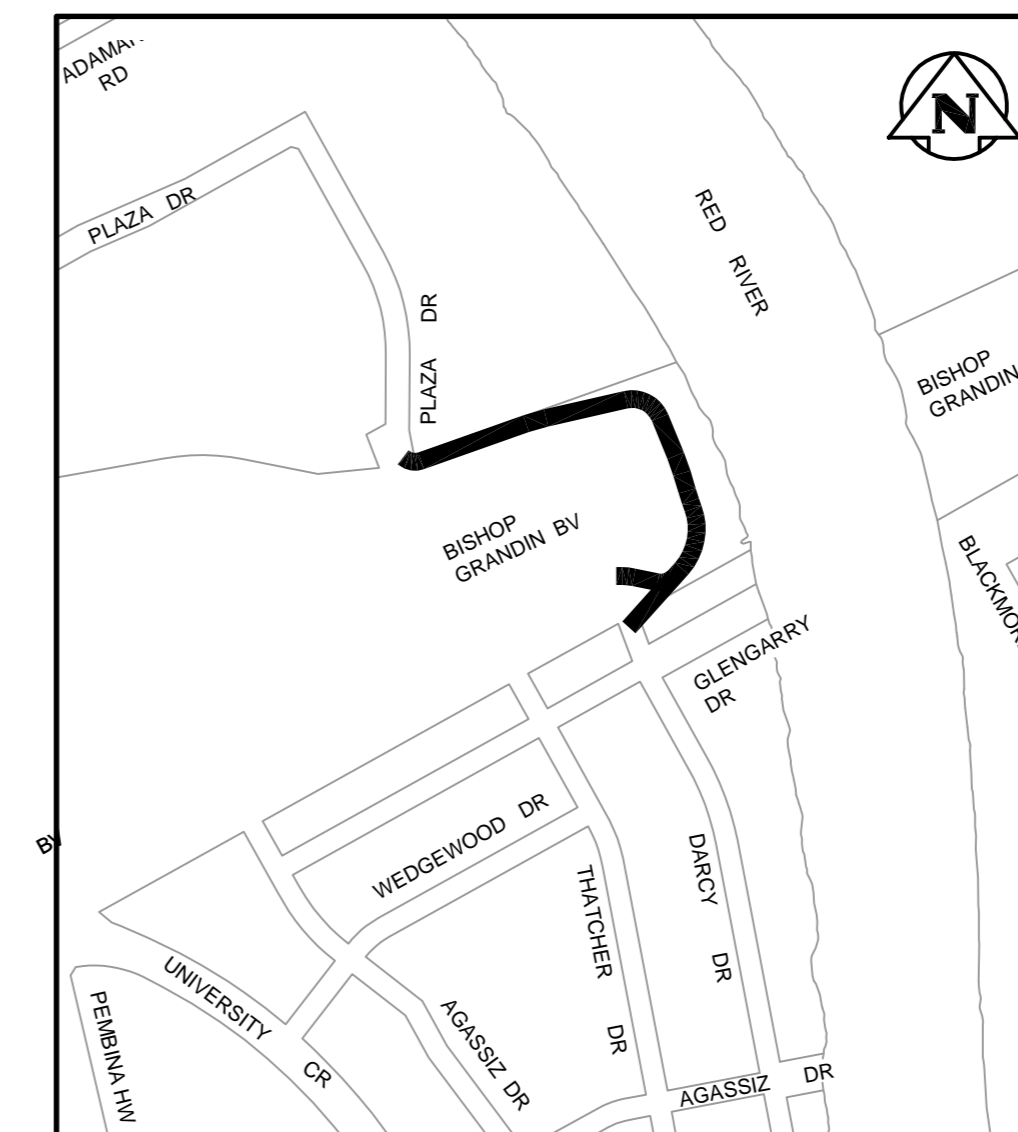 RD
N
PLAZA DR
RED RIVER
PLAZA DR
BISHOP
GRANDIN
BISHOP
GRANDIN BV
GLENGARRY
DR
WEDGEWOOD DR
BV
THATCHER DR
DARCY DR
UNIVERSITY CR
PEMBINA HW
AGASSIZ DR
AGASSIZ DR